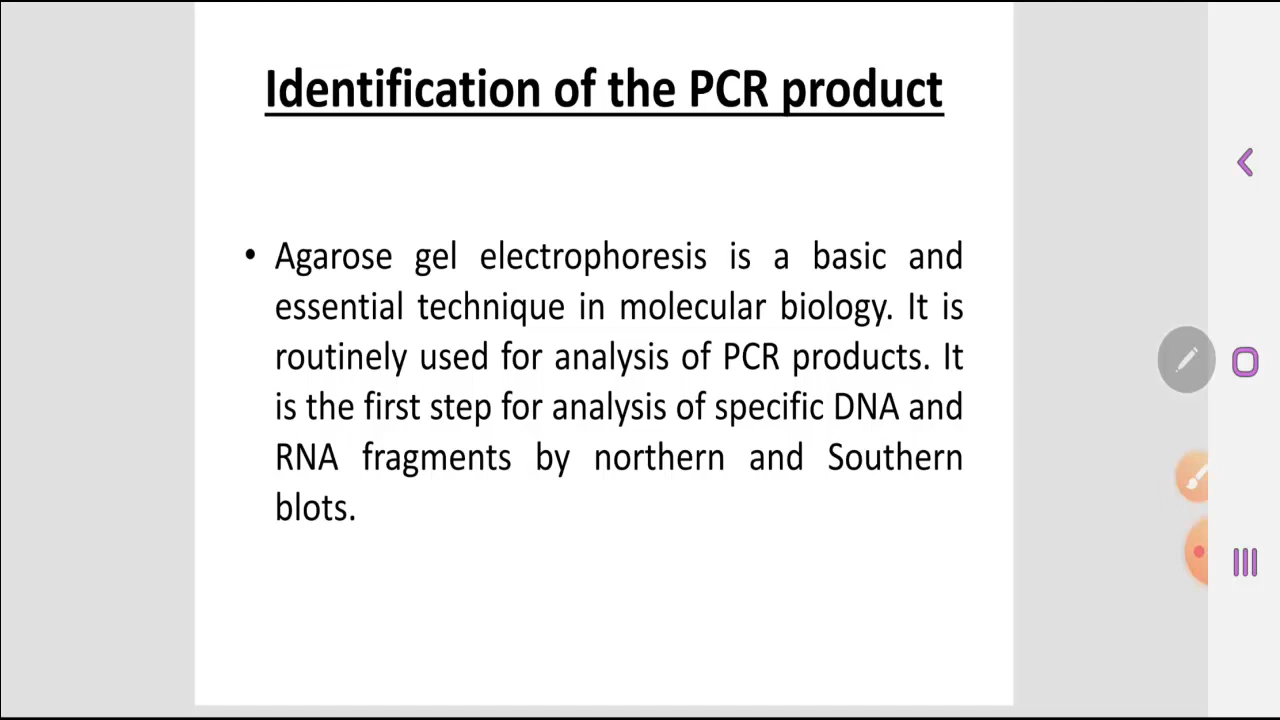 Identification of the PCR product
• Agarose gel electrophoresis is a basic and
essential technique in molecular biology. It is
routinely used for analysis of PCR products. It
is the first step for analysis of specific DNA and
RNA fragments by northern and Southern
blots.